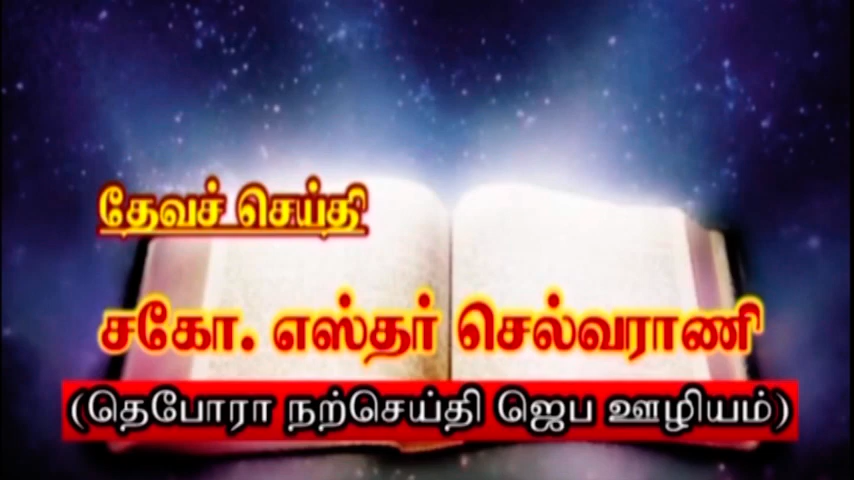 தேவச் செய்தி
சகோ. எஸ்தர் செல்வராணி
(தெபோரா நற்செய்தி ஜெப ஊழியம்)